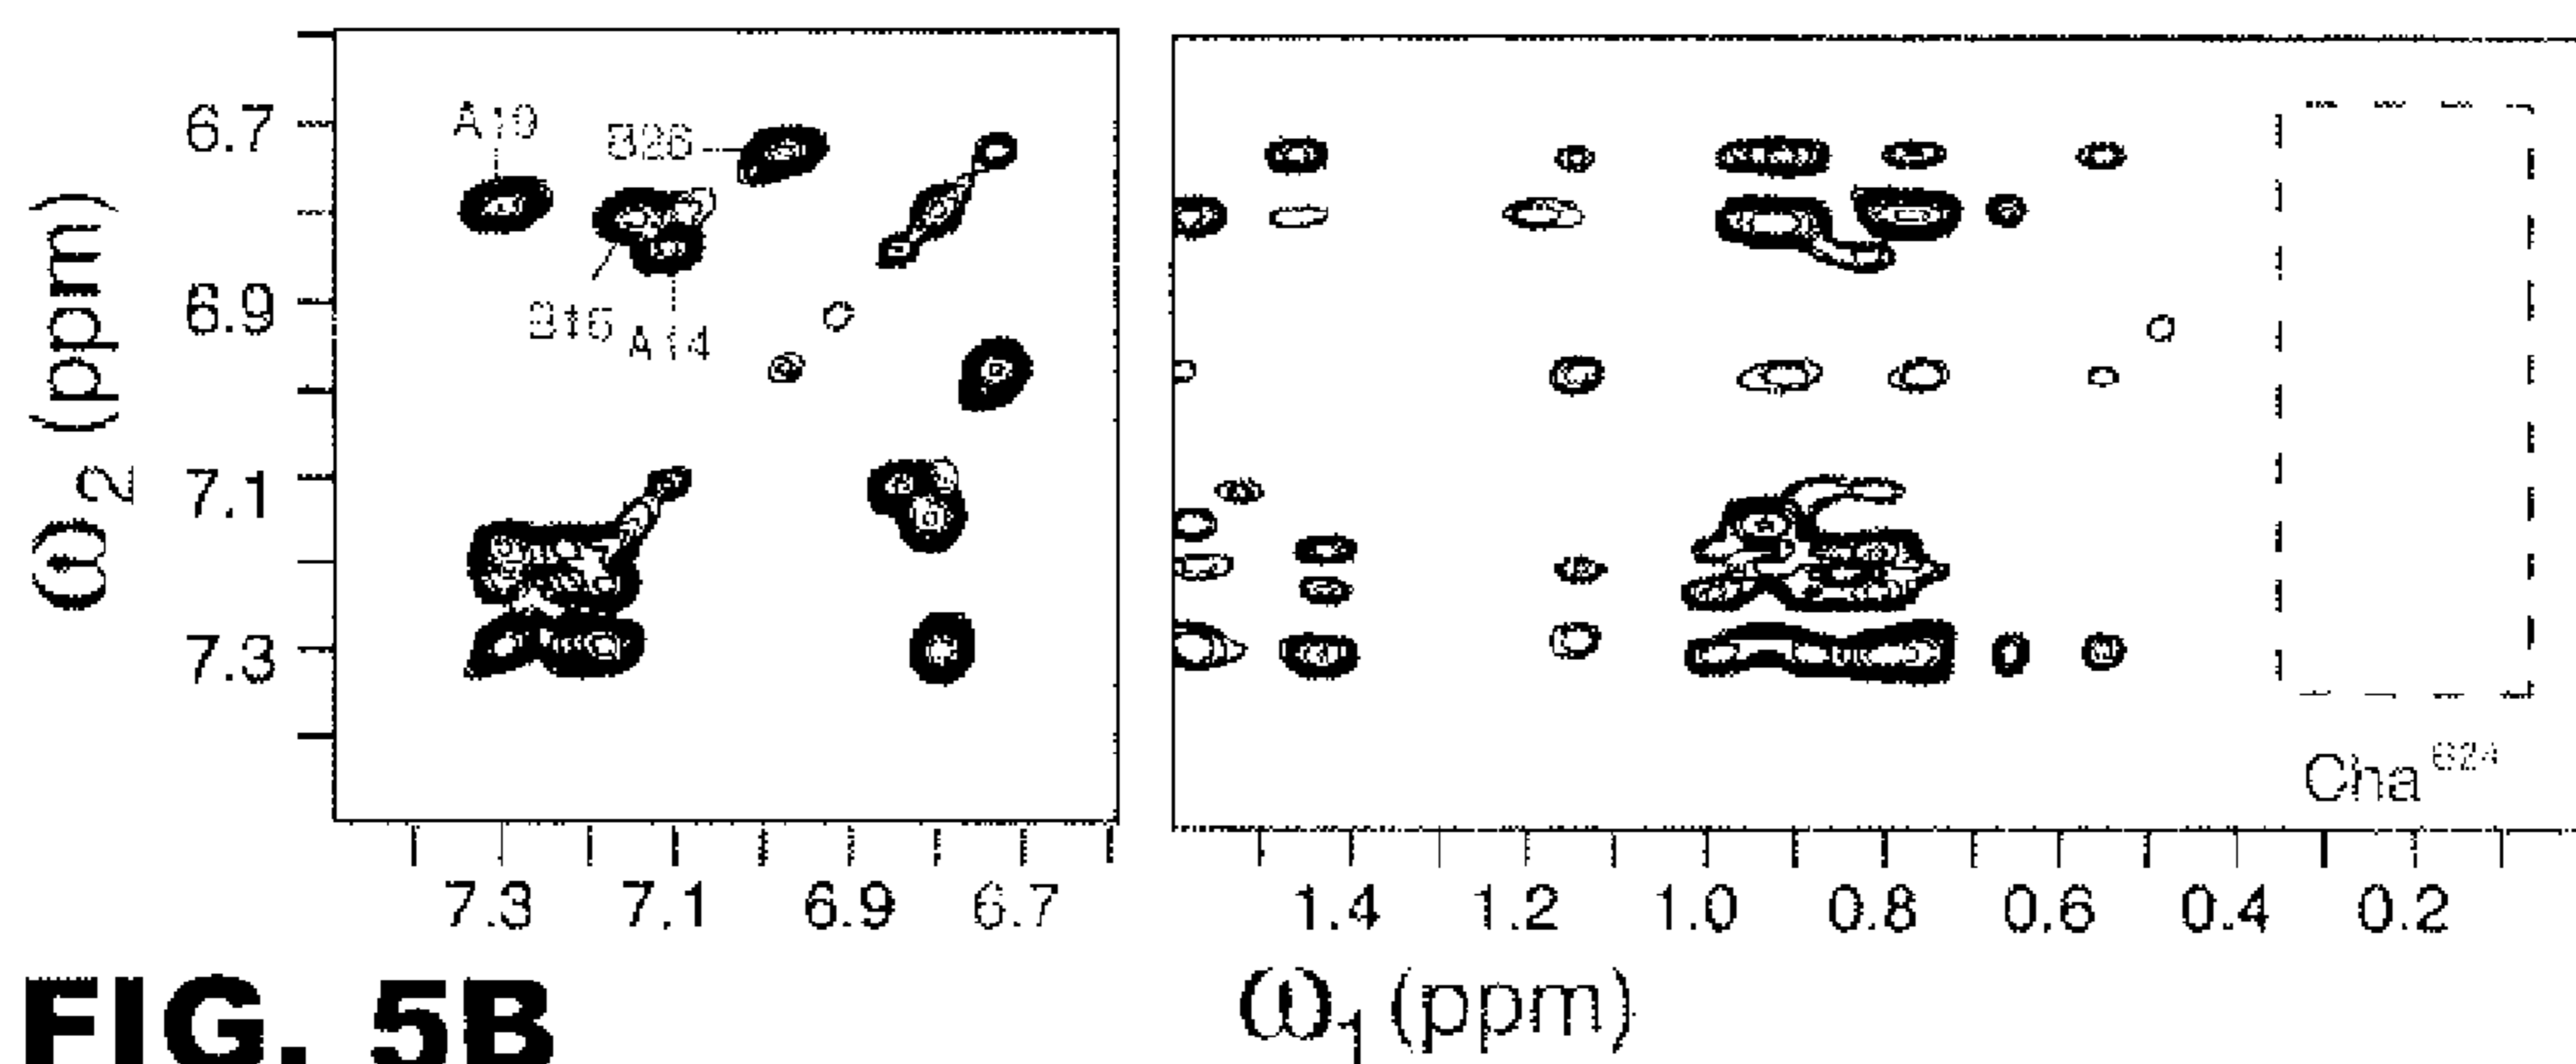 6.7
6.9
7.1
7.3
ω2 (ppm)
A19
B26
B16
A14
7.3 7.1 6.9 6.7
1.4 1.2 1.0 0.8 0.6 0.4 0.2
Cha
ω1 (ppm)
FIG. 5B